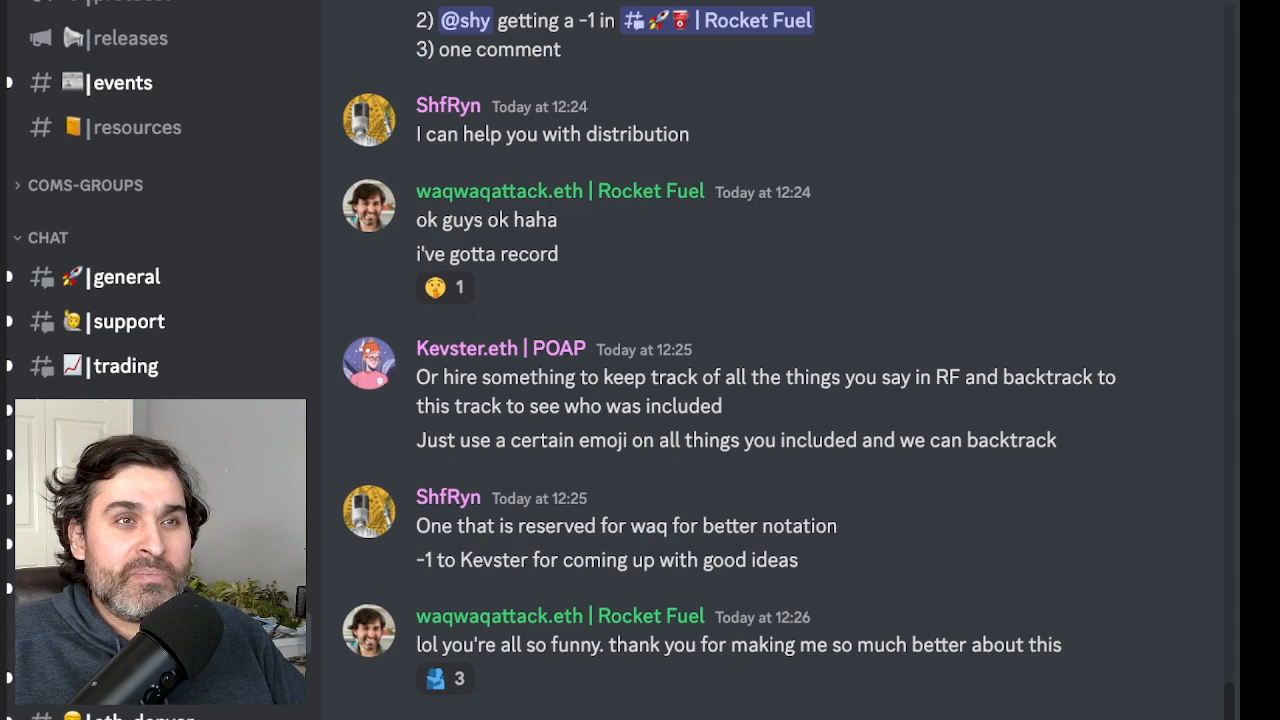 2) @shy getting a -1 in 🚀 | Rocket Fuel
3) one comment
| releases
# | events
# | resources
COMS-GROUPS
CHAT
# | general
# | support
# | trading
ShfRyn Today at 12:24
I can help you with distribution
waqwaqattack.eth | Rocket Fuel Today at 12:24
ok guys ok haha
i've gotta record
1
Kevster.eth | POAP Today at 12:25
Or hire something to keep track of all the things you say in RF and backtrack to
this track to see who was included
Just use a certain emoji on all things you included and we can backtrack
ShfRyn Today at 12:25
One that is reserved for waq for better notation
-1 to Kevster for coming up with good ideas
waqwaqattack.eth | Rocket Fuel Today at 12:26
lol you're all so funny. thank you for making me so much better about this
3